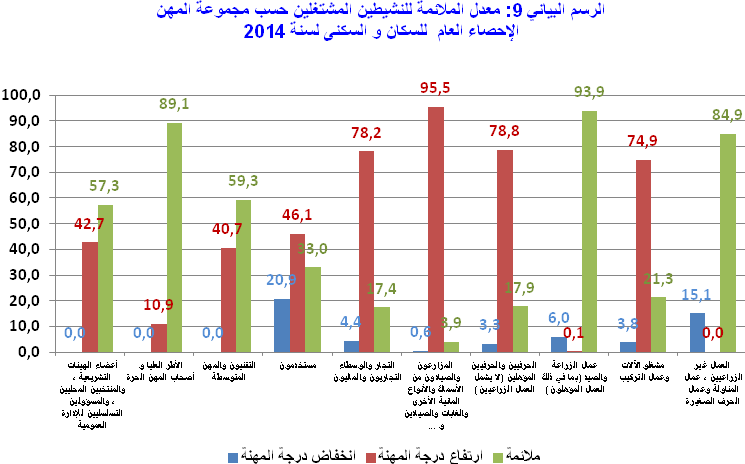 الرسم البياني 9: معدل الملائمة للنشيطين المشتغلين حسب مجموعة المهن
الإحصاء العام للسكان و السكنى لسنة 2014
100,0
90,0
80,0
70,0
60,0
50,0
40,0
30,0
20,0
10,0
0,0
0,0
42,7
57,3
0,0
10,9
89,1
0,0
40,7
59,3
20,9
46,1
33,0
4,4
78,2
17,4
0,6
95,5
3,9
3,3
78,8
17,9
6,0
0,1
93,9
3,8
74,9
21,3
15,1
0,0
84,9
أعضاء الهيئات
التشريعية ،
والمنتخبين المحليين
، والمسؤولين
التسلسليين للإدارة
العمومية
الأطر العليا و
أصحاب المهن الحرة
التقنيون والمهن
المتوسطة
مستخدمون
التجار والوسطاء
التجاريون والماليون
المزارعون
والصيادون من
الأسماك والأنواع
المائية الأخرى
والغابات والصيادين
و ...
الحرفيين والحرفيين
المؤهلين (لا يشمل
العمال الزراعيين )
عمال الزراعة
والصيد (بما في ذلك
العمال المؤهلون )
مشغلو الآلات
وعمال التركيب
العمال غير
الزراعيين ، عمال
المناولة وعمال
الحرف الصغيرة
انخفاض درجة المهنة
ارتفاع درجة المهنة
ملائمة